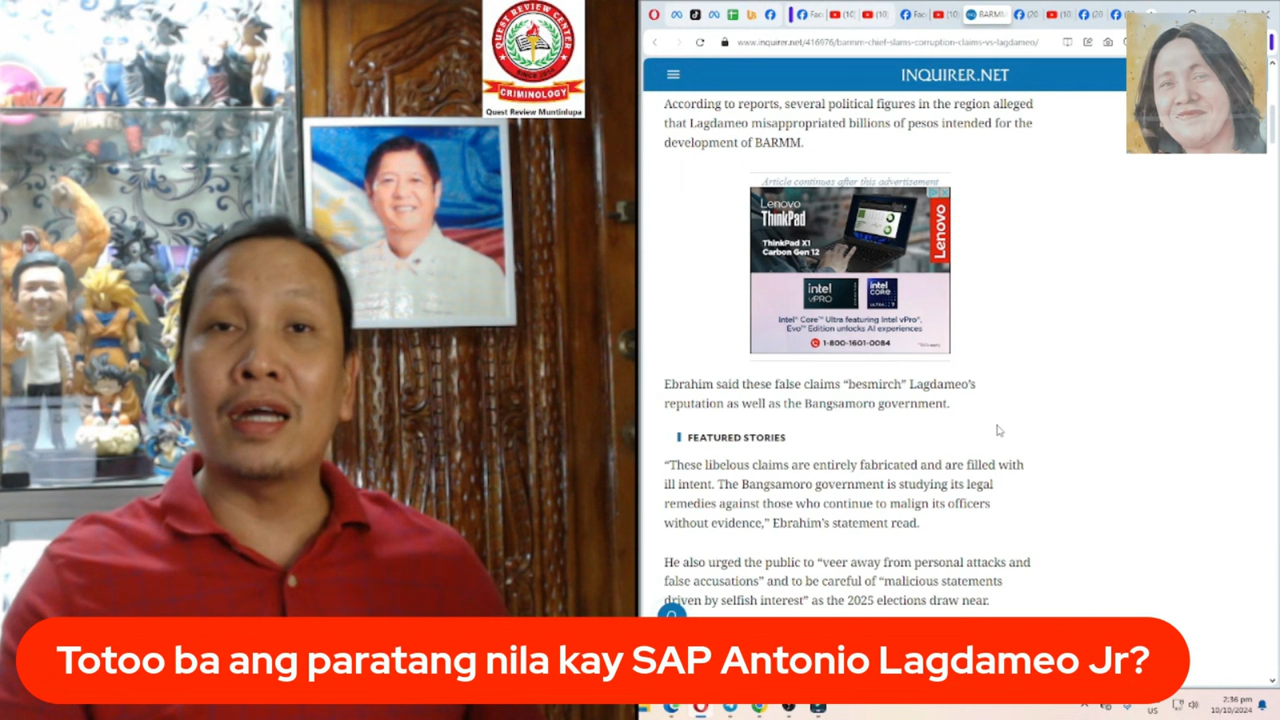 QUEST REVIEW CENTER
SINCE 2006
CRIMINOLOGY
Quest Review Muntinlupa
BARMM
www.inquirer.net/416976/barmm-chief-slams-corruption-claims-vs-lagdameo/
INQUIRER.NET
According to reports, several political figures in the region alleged
that Lagdameo misappropriated billions of pesos intended for the
development of BARMM.
Article continues after this advertisement
Lenovo
ThinkPad
ThinkPad X1
Carbon Gen 12
Lenovo
intel
vPRO
intel
CORE
ULTRA
Intel® Core™ Ultra featuring Intel vPro®,
Evo™ Edition unlocks AI experiences
1-800-1601-0084
Ebrahim said these false claims “besmirch” Lagdameo’s
reputation as well as the Bangsamoro government.
FEATURED STORIES
“These libelous claims are entirely fabricated and are filled with
ill intent. The Bangsamoro government is studying its legal
remedies against those who continue to malign its officers
without evidence,” Ebrahim’s statement read.
He also urged the public to “veer away from personal attacks and
false accusations” and to be careful of “malicious statements
driven by selfish interest” as the 2025 elections draw near.
Totoo ba ang paratang nila kay SAP Antonio Lagdameo Jr?
US
2:36 pm
10/10/2024